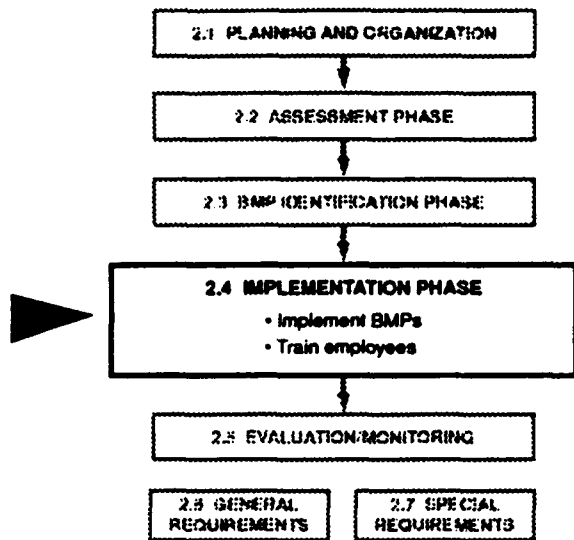 2.1 PLANNING AND ORGANIZATION
2.2 ASSESSMENT PHASE
2.3 BMP IDENTIFICATION PHASE
2.4 IMPLEMENTATION PHASE
• Implement BMPs
• Train employees
2.5 EVALUATION/MONITORING
2.6 GENERAL REQUIREMENTS
2.7 SPECIAL REQUIREMENTS